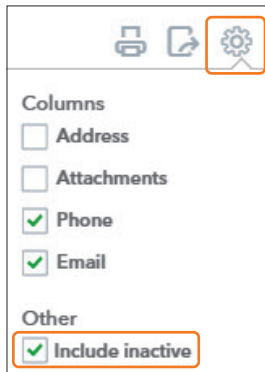 Columns
Address
Attachments
Phone
Email
Other
Include inactive